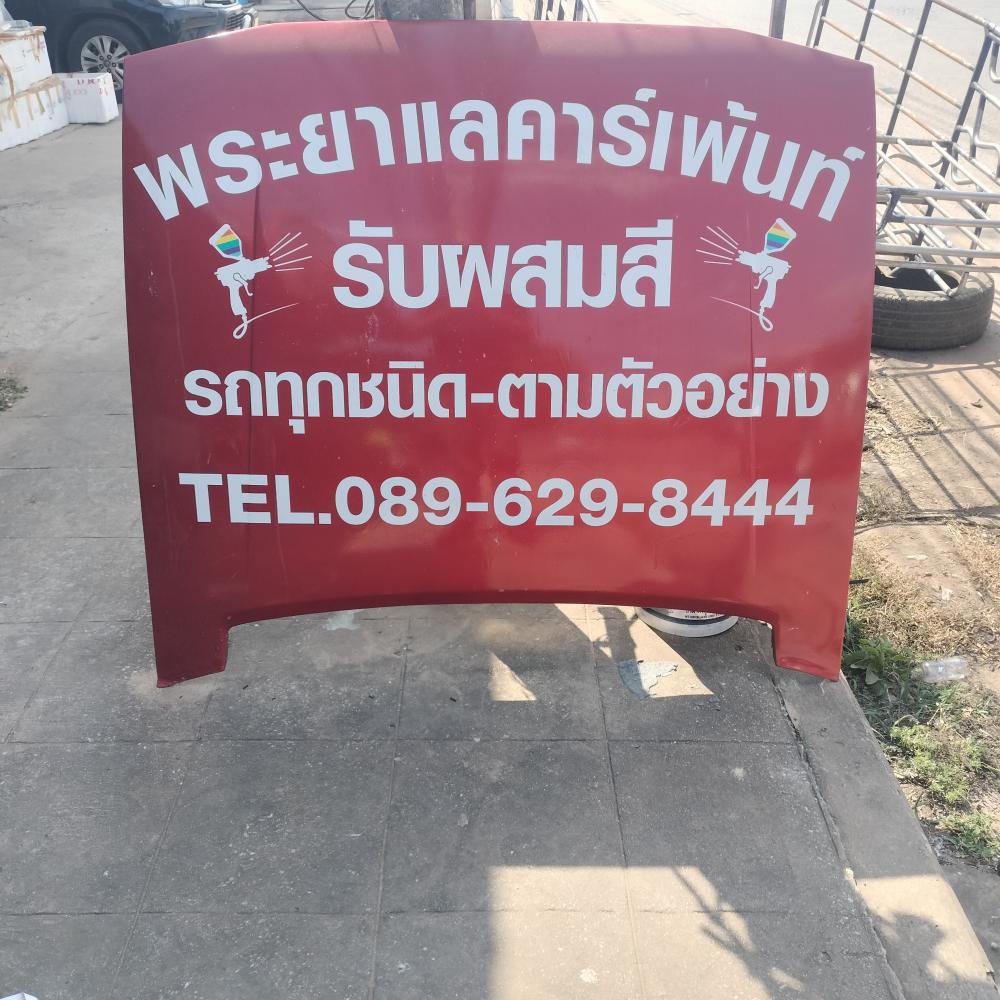 พระยาแลคาร์เพ้นท์
รับผสมสี
รถทุกชนิด-ตามตัวอย่าง
TEL.089-629-8444